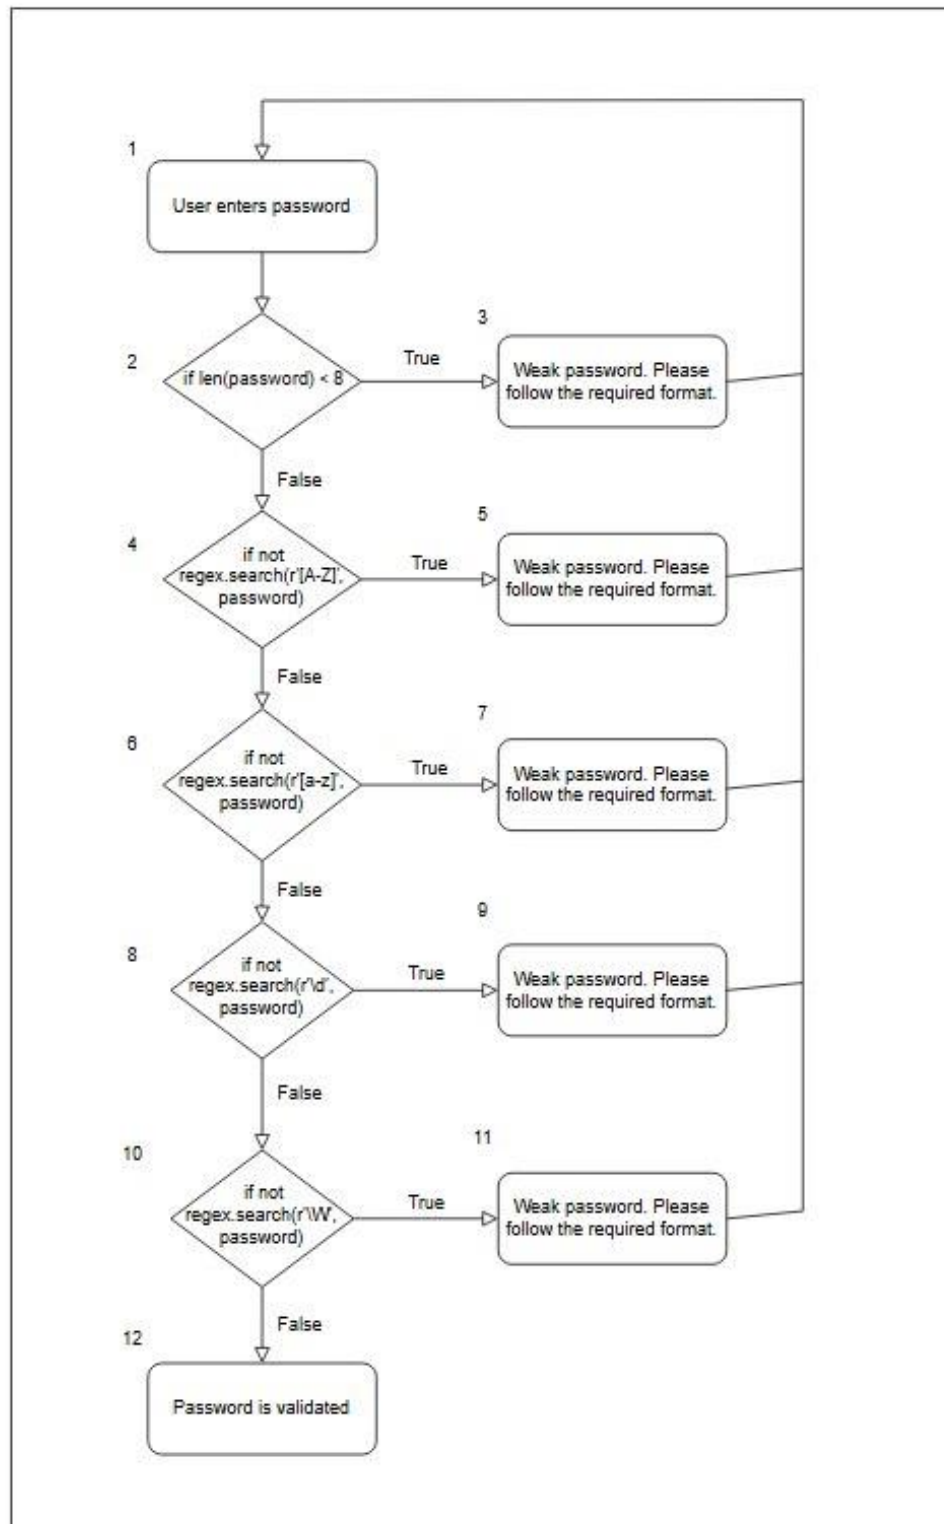 1
User enters password
2
if len(password) < 8
True
3
Weak password. Please
follow the required format.
False
4
if not
regex.search(r'[A-Z]',
password)
True
5
Weak password. Please
follow the required format.
False
6
if not
regex.search(r'[a-z]',
password)
True
7
Weak password. Please
follow the required format.
False
8
if not
regex.search(r'\d',
password)
True
9
Weak password. Please
follow the required format.
False
10
if not
regex.search(r'\W',
password)
True
11
Weak password. Please
follow the required format.
False
12
Password is validated